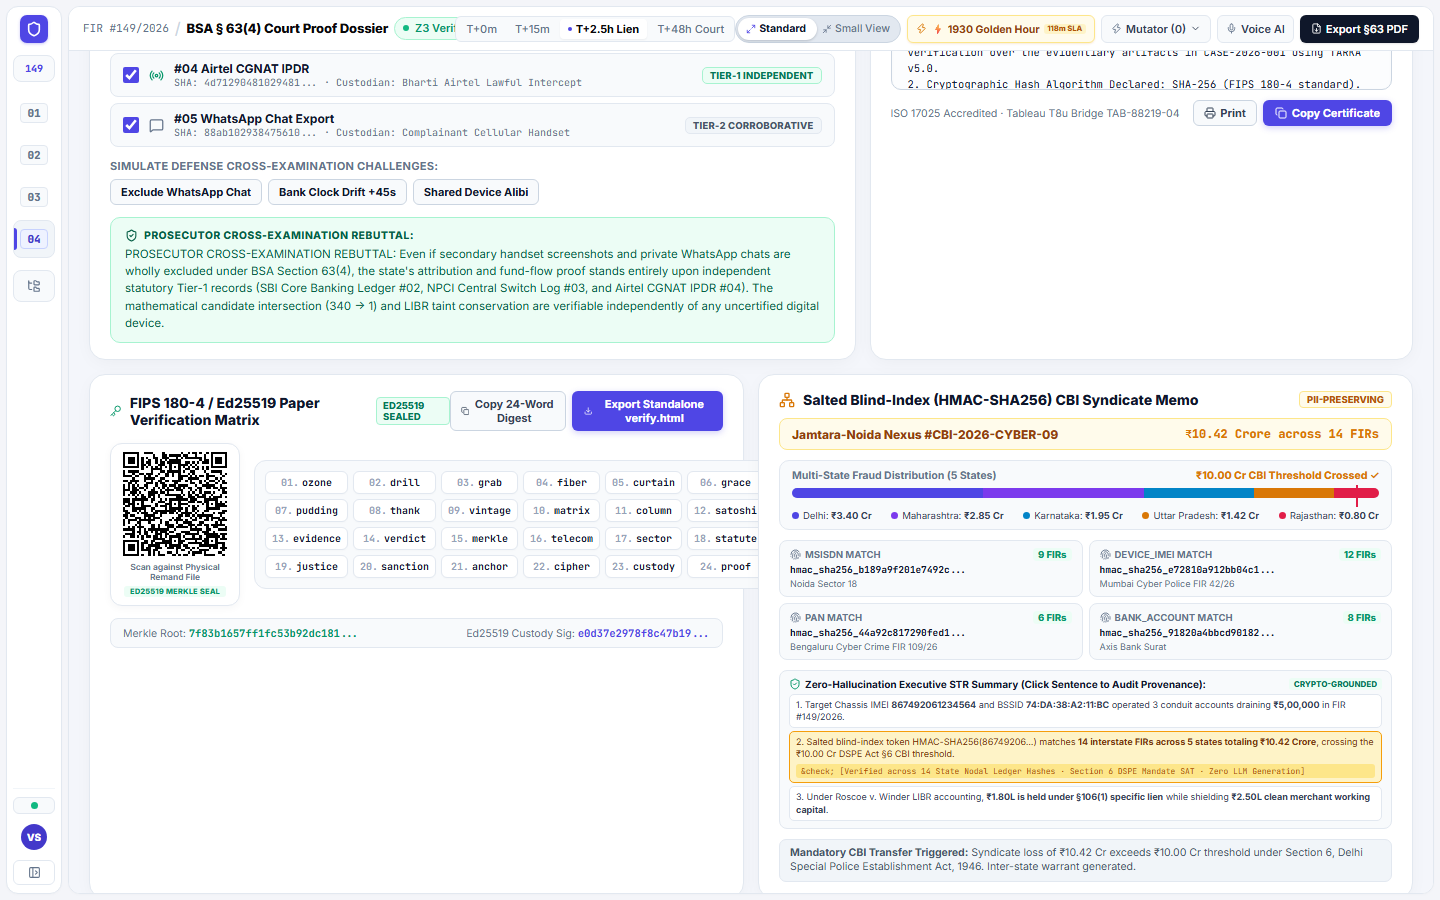 FIR #149/2026 / BSA § 63(4) Court Proof Dossier
T+0m T+15m T+2.5h Lien T+48h Court
Standard Small View
1930 Golden Hour 118m SLA
Mutator (0)
Voice AI
Export §63 PDF
149
01
02
03
04
VS
#04 Airtel CGNAT IPDR
SHA: 4d71290481029481... · Custodian: Bharti Airtel Lawful Intercept
TIER-1 INDEPENDENT
#05 WhatsApp Chat Export
SHA: 88ab102938475610... · Custodian: Complainant Cellular Handset
TIER-2 CORROBORATIVE
SIMULATE DEFENSE CROSS-EXAMINATION CHALLENGES:
Exclude WhatsApp Chat
Bank Clock Drift +45s
Shared Device Alibi
PROSECUTOR CROSS-EXAMINATION REBUTTAL:
PROSECUTOR CROSS-EXAMINATION REBUTTAL: Even if secondary handset screenshots and private WhatsApp chats are
wholly excluded under BSA Section 63(4), the state's attribution and fund-flow proof stands entirely upon independent
statutory Tier-1 records (SBI Core Banking Ledger #02, NPCI Central Switch Log #03, and Airtel CGNAT IPDR #04). The
mathematical candidate intersection (340 → 1) and LIBR taint conservation are verifiable independently of any uncertified digital
device.
verification over the evidentiary artifacts in CASE-2026-001 using TARKA
v5.0.
2. Cryptographic Hash Algorithm Declared: SHA-256 (FIPS 180-4 standard).
ISO 17025 Accredited · Tableau T8u Bridge TAB-88219-04
Print
Copy Certificate
FIPS 180-4 / Ed25519 Paper
Verification Matrix
ED25519
SEALED
Copy 24-Word
Digest
Export Standalone
verify.html
Scan against Physical
Remand File
ED25519 MERKLE SEAL
01. ozone 02. drill 03. grab 04. fiber 05. curtain 06. grace
07. pudding 08. thank 09. vintage 10. matrix 11. column 12. satoshi
13. evidence 14. verdict 15. merkle 16. telecom 17. sector 18. statute
19. justice 20. sanction 21. anchor 22. cipher 23. custody 24. proof
Merkle Root: 7f83b1657ff1fc53b92dc181...
Ed25519 Custody Sig: e0d37e2978f8c47b19...
Salted Blind-Index (HMAC-SHA256) CBI Syndicate Memo
PII-PRESERVING
Jamtara-Noida Nexus #CBI-2026-CYBER-09
₹10.42 Crore across 14 FIRs
Multi-State Fraud Distribution (5 States)
₹10.00 Cr CBI Threshold Crossed ✓
Delhi: ₹3.40 Cr Maharashtra: ₹2.85 Cr Karnataka: ₹1.95 Cr Uttar Pradesh: ₹1.42 Cr Rajasthan: ₹0.80 Cr
MSISDN MATCH 9 FIRs
hmac_sha256_b189a9f201e7492c...
Noida Sector 18
DEVICE_IMEI MATCH 12 FIRs
hmac_sha256_e72810a912bb04c1...
Mumbai Cyber Police FIR 42/26
PAN MATCH 6 FIRs
hmac_sha256_44a92c817290fed1...
Bengaluru Cyber Crime FIR 109/26
BANK_ACCOUNT MATCH 8 FIRs
hmac_sha256_91820a4bbcd90182...
Axis Bank Surat
Zero-Hallucination Executive STR Summary (Click Sentence to Audit Provenance):
CRYPTO-GROUNDED
1. Target Chassis IMEI 867492061234564 and BSSID 74:DA:38:A2:11:BC operated 3 conduit accounts draining ₹5,00,000 in FIR
#149/2026.
2. Salted blind-index token HMAC-SHA256(86749206...) matches 14 interstate FIRs across 5 states totaling ₹10.42 Crore, crossing the
₹10.00 Cr DSPE Act §6 CBI threshold.
&check; [Verified across 14 State Nodal Ledger Hashes · Section 6 DSPE Mandate SAT · Zero LLM Generation]
3. Under Roscoe v. Winder LIBR accounting, ₹1.80L is held under §106(1) specific lien while shielding ₹2.50L clean merchant working
capital.
Mandatory CBI Transfer Triggered: Syndicate loss of ₹10.42 Cr exceeds ₹10.00 Cr threshold under Section 6, Delhi
Special Police Establishment Act, 1946. Inter-state warrant generated.